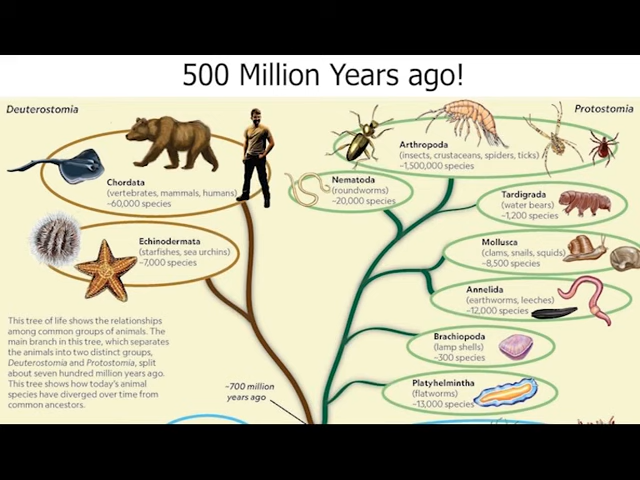 500 Million Years ago!
Deuterostomia
Protostomia
Chordata
(vertebrates, mammals, humans)
~60,000 species
Arthropoda
(insects, crustaceans, spiders, ticks)
~1,500,000 species
Nematoda
(roundworms)
~20,000 species
Tardigrada
(water bears)
~1,200 species
Echinodermata
(starfishes, sea urchins)
~7,000 species
Mollusca
(clams, snails, squids)
~8,500 species
Annelida
(earthworms, leeches)
~12,000 species
This tree of life shows the relationships
among common groups of animals. The
main branch in this tree, which separates
the animals into two distinct groups,
Deuterostomia and Protostomia, split
about seven hundred million years ago.
This tree shows how today's animal
species have diverged over time from
common ancestors.
Brachiopoda
(lamp shells)
~300 species
~700 million
years ago
Platyhelmintha
(flatworms)
~13,000 species